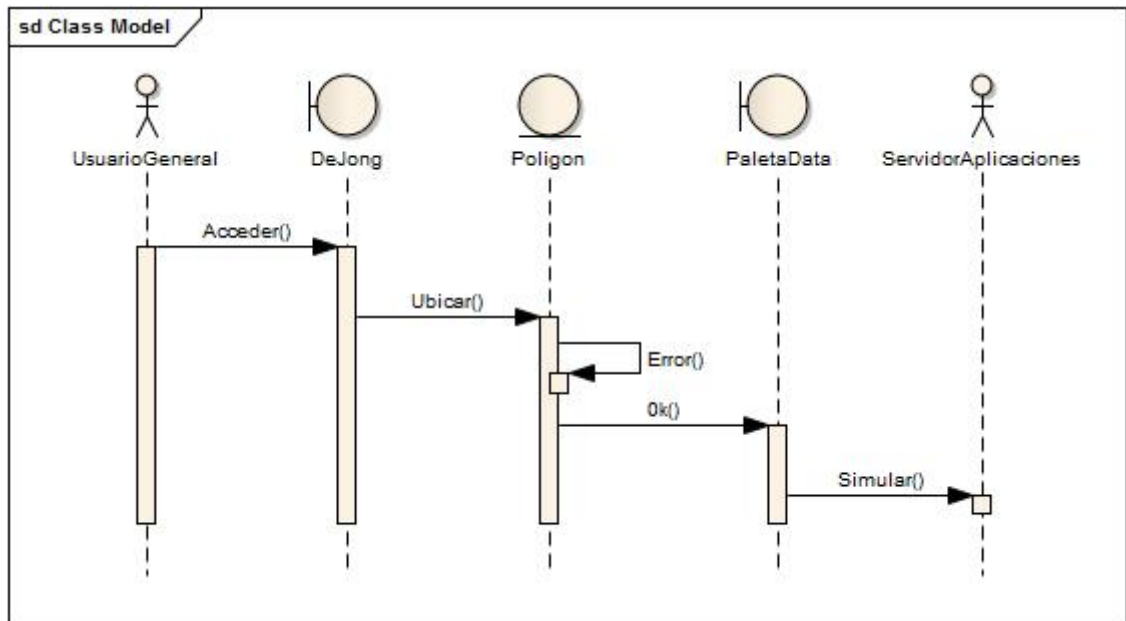 sd Class Model
UsuarioGeneral
DeJong
Poligon
PaletaData
ServidorAplicaciones
Acceder()
Ubicar()
Error()
0k()
Simular()